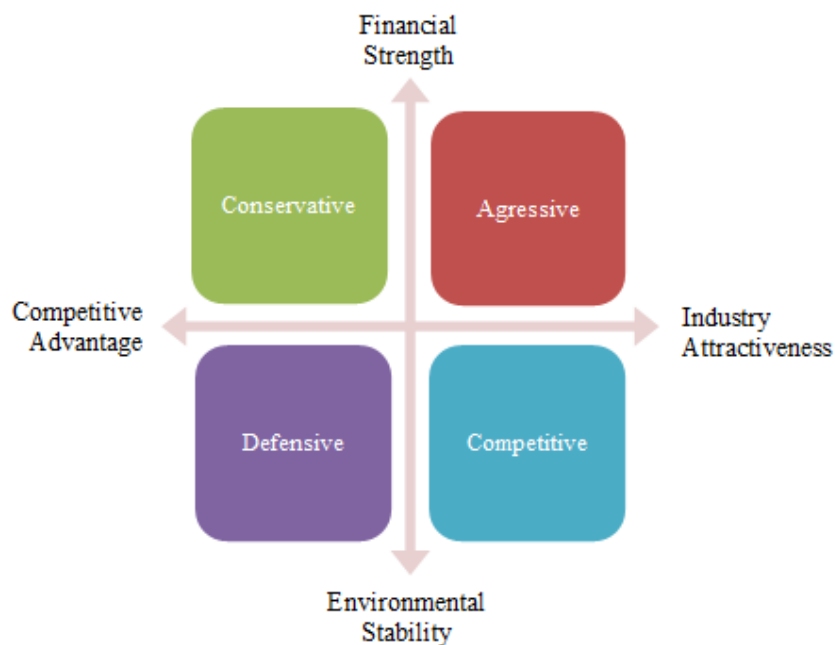 Financial
Strength
Conservative
Agressive
Competitive
Advantage
Industry
Attractiveness
Defensive
Competitive
Environmental
Stability